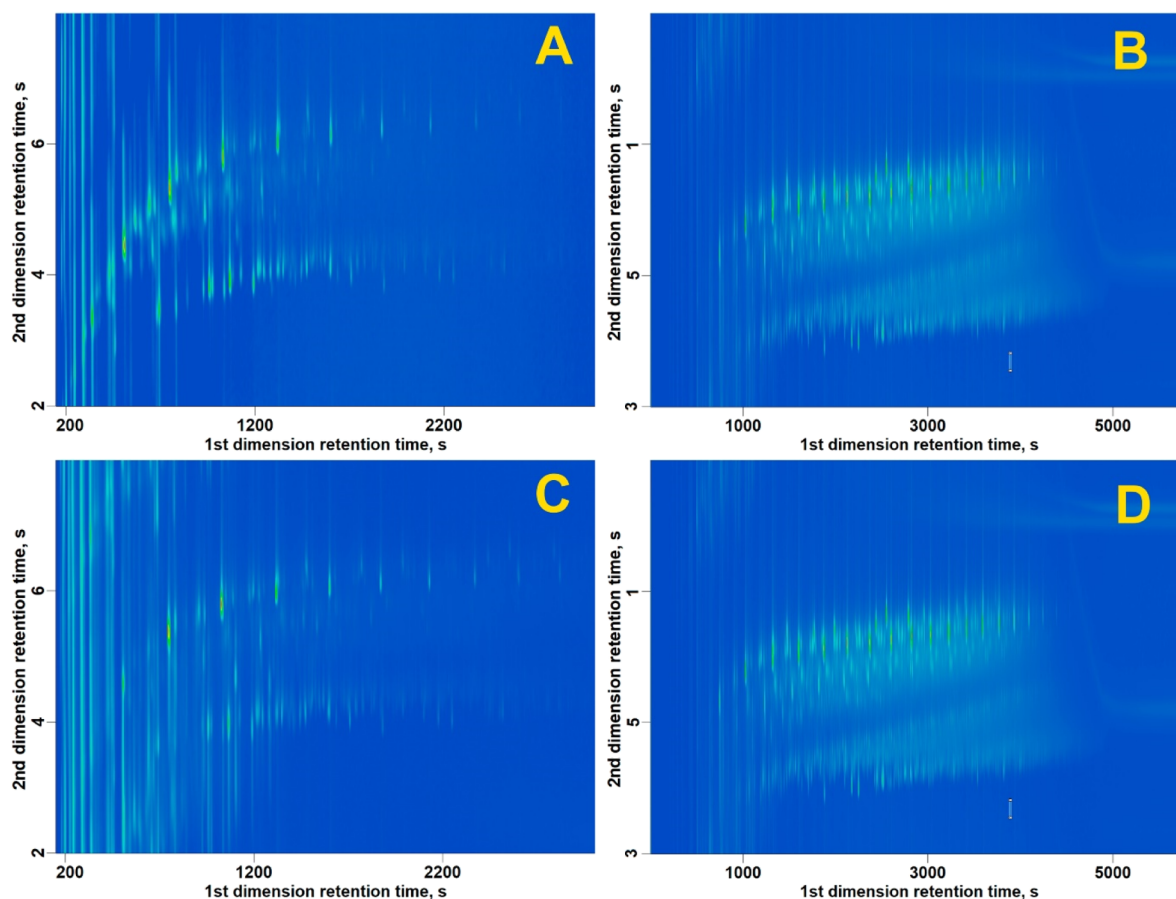 A
B
2nd dimension retention time, s
6
4
2
200
1200
2200
1st dimension retention time, s
2nd dimension retention time, s
1
5
3
1000
3000
5000
1st dimension retention time, s
C
D
2nd dimension retention time, s
6
4
2
200
1200
2200
1st dimension retention time, s
2nd dimension retention time, s
1
5
3
1000
3000
5000
1st dimension retention time, s